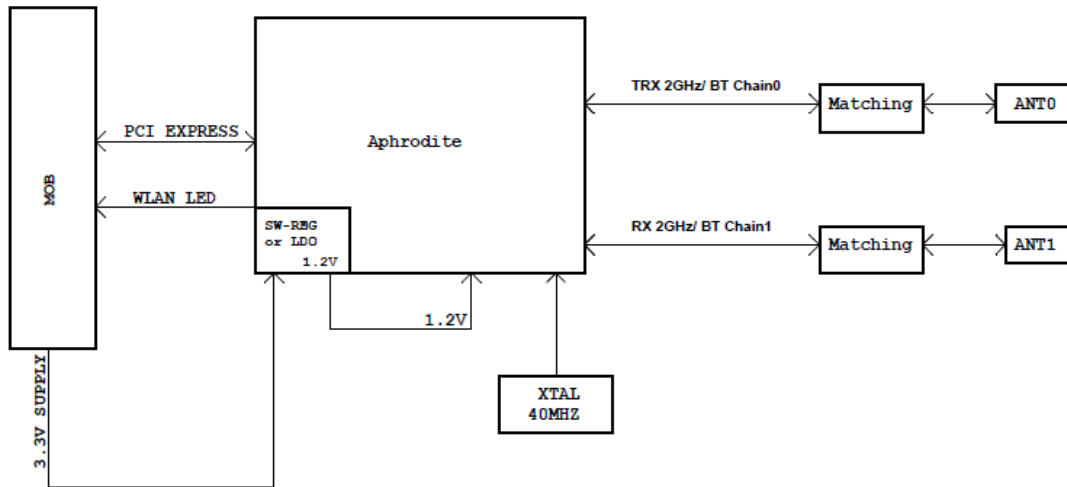 TRX 2GHz/ BT Chain0
Matching
ANT0
PCI EXPRESS
Aphrodite
MOB
WLAN LED
SW-REG
or LDO
1.2V
RX 2GHz/ BT Chain1
Matching
ANT1
1.2V
3.3V SUPPLY
XTAL
40MHZ